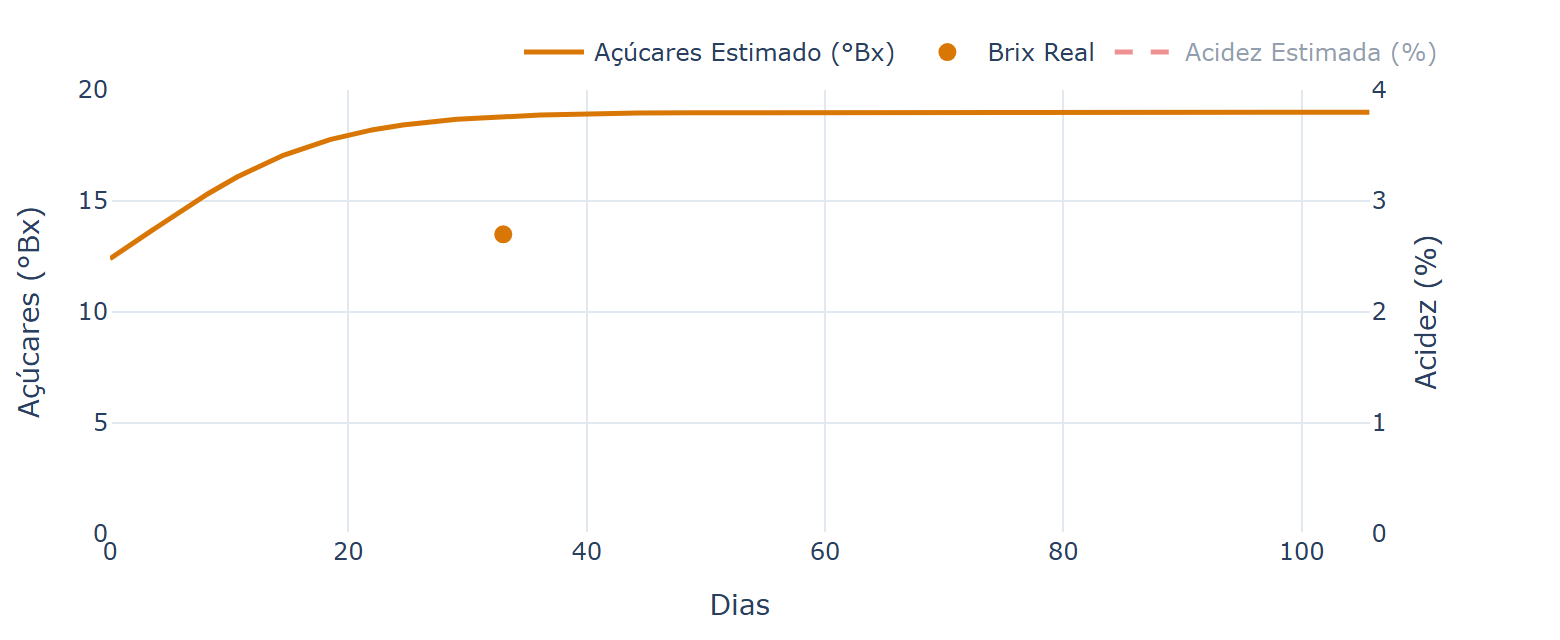 Açúcares Estimado (°Bx) Brix Real Acidez Estimada (%)
20 4
15 3
10 2
5 1
0 0
Açúcares (°Bx)
Acidez (%)
0 20 40 60 80 100
Dias